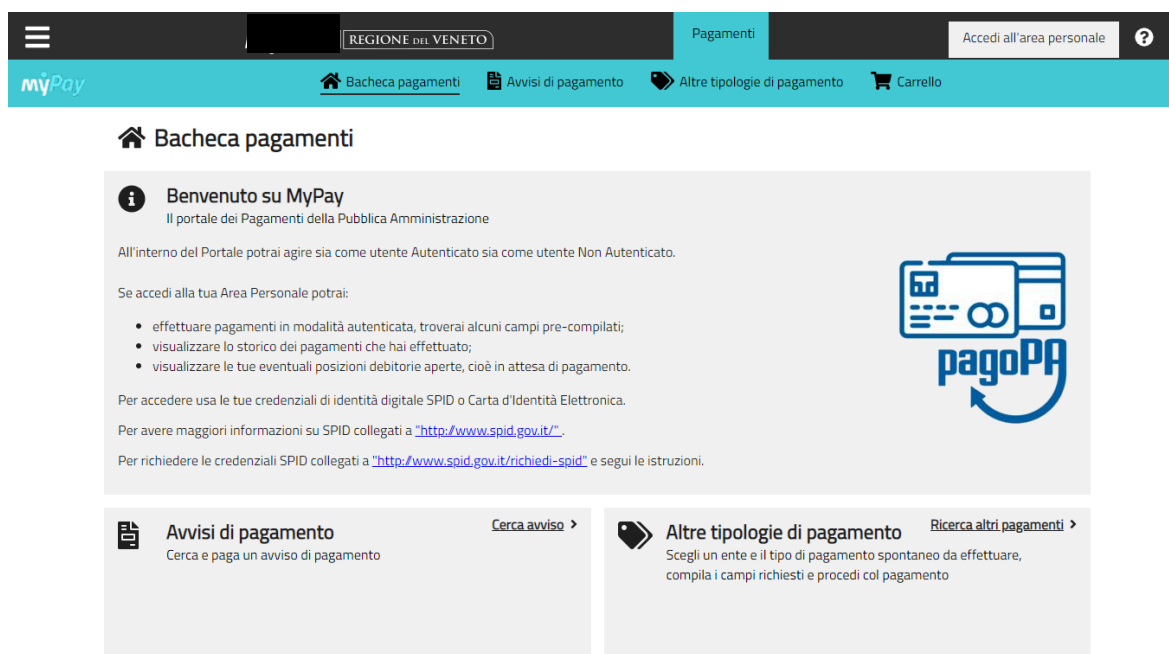 REGIONE DEL VENETO
Pagamenti
Accedi all'area personale
?
myPay
Bacheca pagamenti
Avvisi di pagamento
Altre tipologie di pagamento
Carrello
Bacheca pagamenti
Benvenuto su MyPay
Il portale dei Pagamenti della Pubblica Amministrazione
All'interno del Portale potrai agire sia come utente Autenticato sia come utente Non Autenticato.
Se accedi alla tua Area Personale potrai:
• effettuare pagamenti in modalità autenticata, troverai alcuni campi pre-compilati;
• visualizzare lo storico dei pagamenti che hai effettuato;
• visualizzare le tue eventuali posizioni debitorie aperte, cioè in attesa di pagamento.
Per accedere usa le tue credenziali di identità digitale SPID o Carta d'Identità Elettronica.
Per avere maggiori informazioni su SPID collegati a "http://www.spid.gov.it/" .
Per richiedere le credenziali SPID collegati a "http://www.spid.gov.it/richiedi-spid" e segui le istruzioni.
pagoPA
Avvisi di pagamento
Cerca avviso >
Cerca e paga un avviso di pagamento
Altre tipologie di pagamento
Ricerca altri pagamenti >
Scegli un ente e il tipo di pagamento spontaneo da effettuare,
compila i campi richiesti e procedi col pagamento